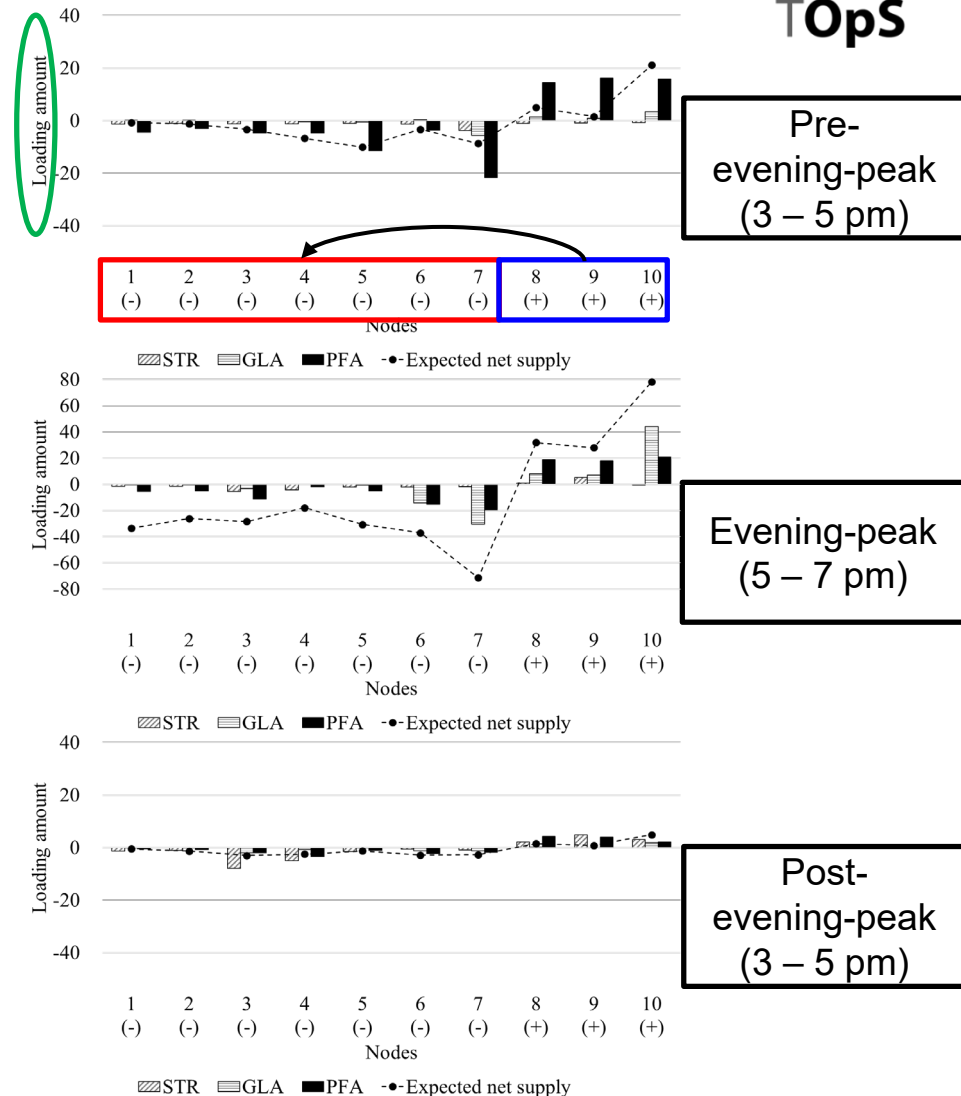 TOpS
40
20
0
-20
-40
Loading amount
1 2 3 4 5 6 7 8 9 10
(-) (-) (-) (-) (-) (-) (-) (+) (+) (+)
Nodes
STR GLA PFA Expected net supply
Pre-
evening-peak
(3 – 5 pm)
80
60
40
20
0
-20
-40
-60
-80
Loading amount
1 2 3 4 5 6 7 8 9 10
(-) (-) (-) (-) (-) (-) (-) (+) (+) (+)
Nodes
STR GLA PFA Expected net supply
Evening-peak
(5 – 7 pm)
40
20
0
-20
-40
Loading amount
1 2 3 4 5 6 7 8 9 10
(-) (-) (-) (-) (-) (-) (-) (+) (+) (+)
Nodes
STR GLA PFA Expected net supply
Post-
evening-peak
(3 – 5 pm)